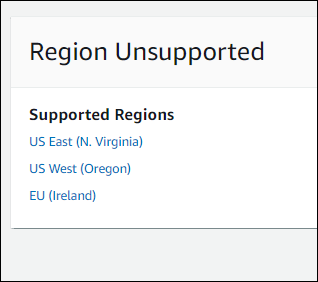 Region Unsupported
Supported Regions
US East (N. Virginia)
US West (Oregon)
EU (Ireland)